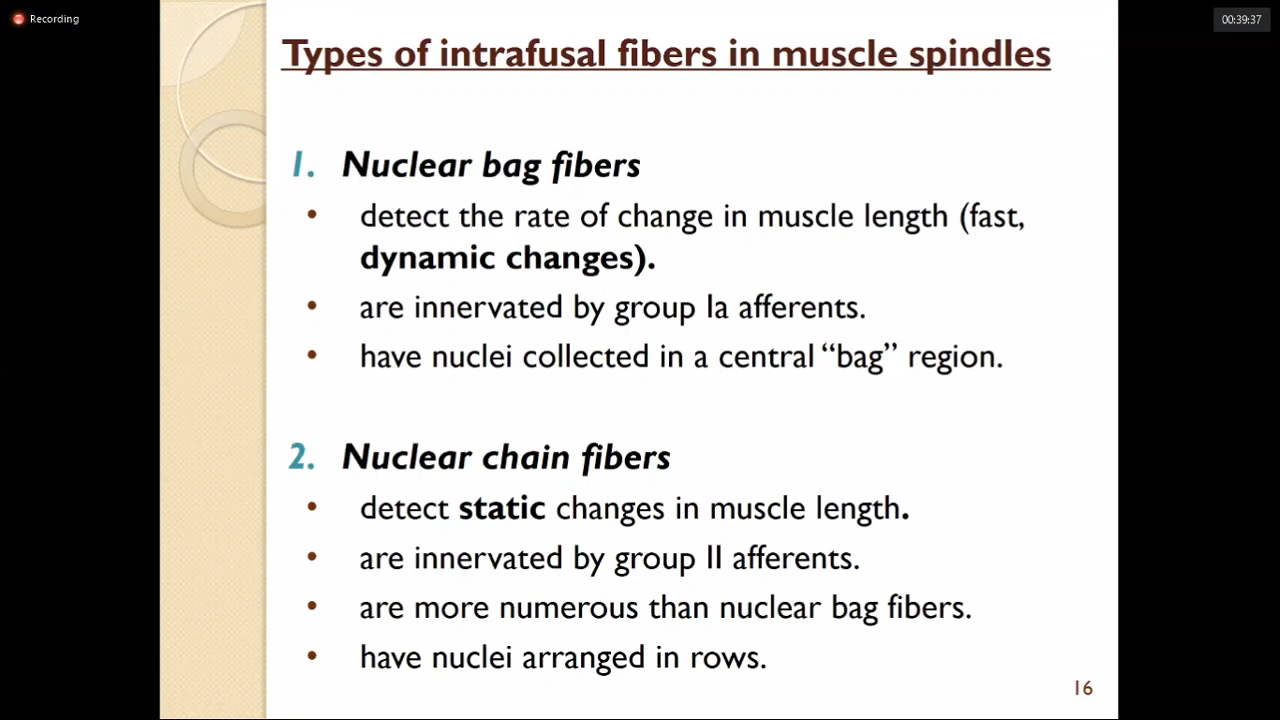 Recording
00:39:37
Types of intrafusal fibers in muscle spindles
1. Nuclear bag fibers
• detect the rate of change in muscle length (fast,
dynamic changes).
• are innervated by group Ia afferents.
• have nuclei collected in a central “bag” region.
2. Nuclear chain fibers
• detect static changes in muscle length.
• are innervated by group II afferents.
• are more numerous than nuclear bag fibers.
• have nuclei arranged in rows.
16